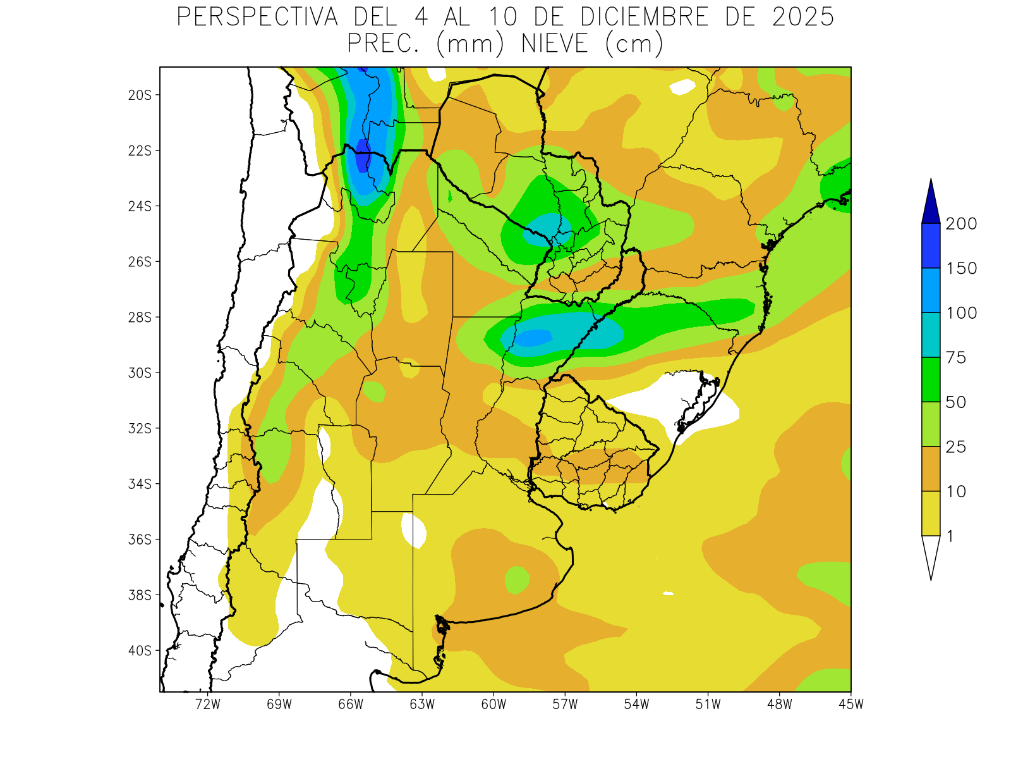 PERSPECTIVA DEL 4 AL 10 DE DICIEMBRE DE 2025
PREC. (mm) NIEVE (cm)
20S
22S
24S
26S
28S
30S
32S
34S
36S
38S
40S
72W 69W 66W 63W 60W 57W 54W 51W 48W 45W
200
150
100
75
50
25
10
1